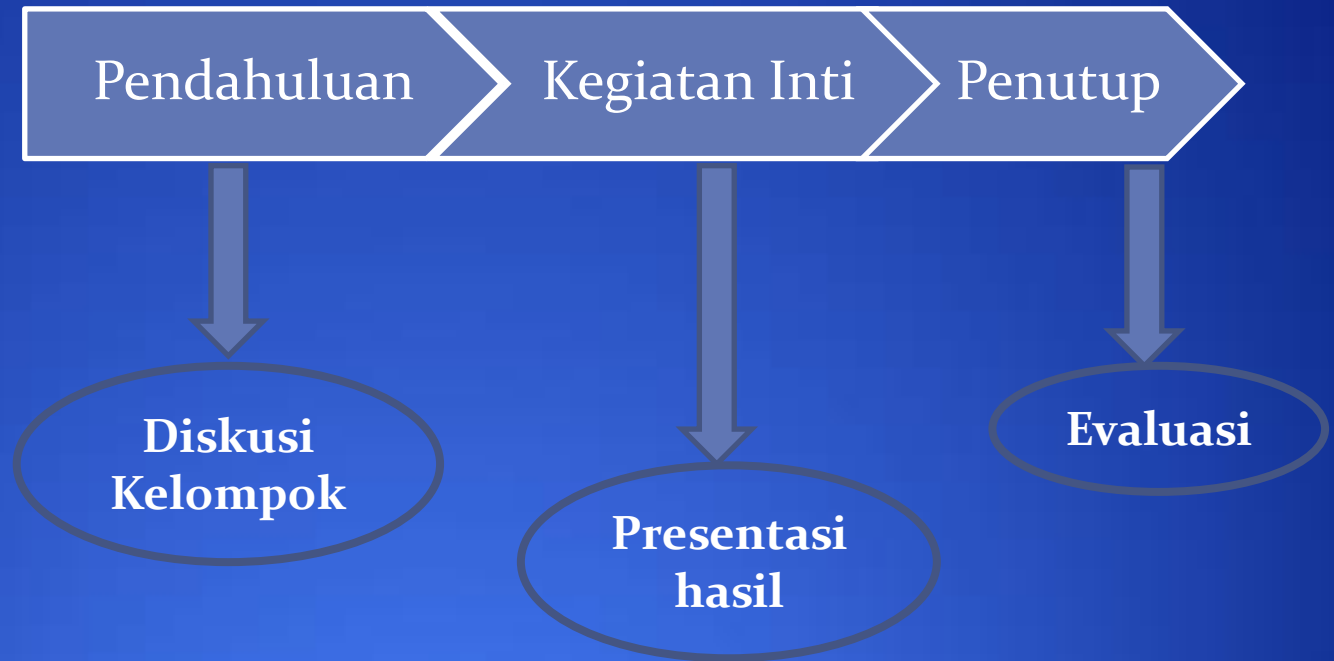 Pendahuluan
Kegiatan Inti
Penutup
Diskusi
Kelompok
Presentasi
hasil
Evaluasi